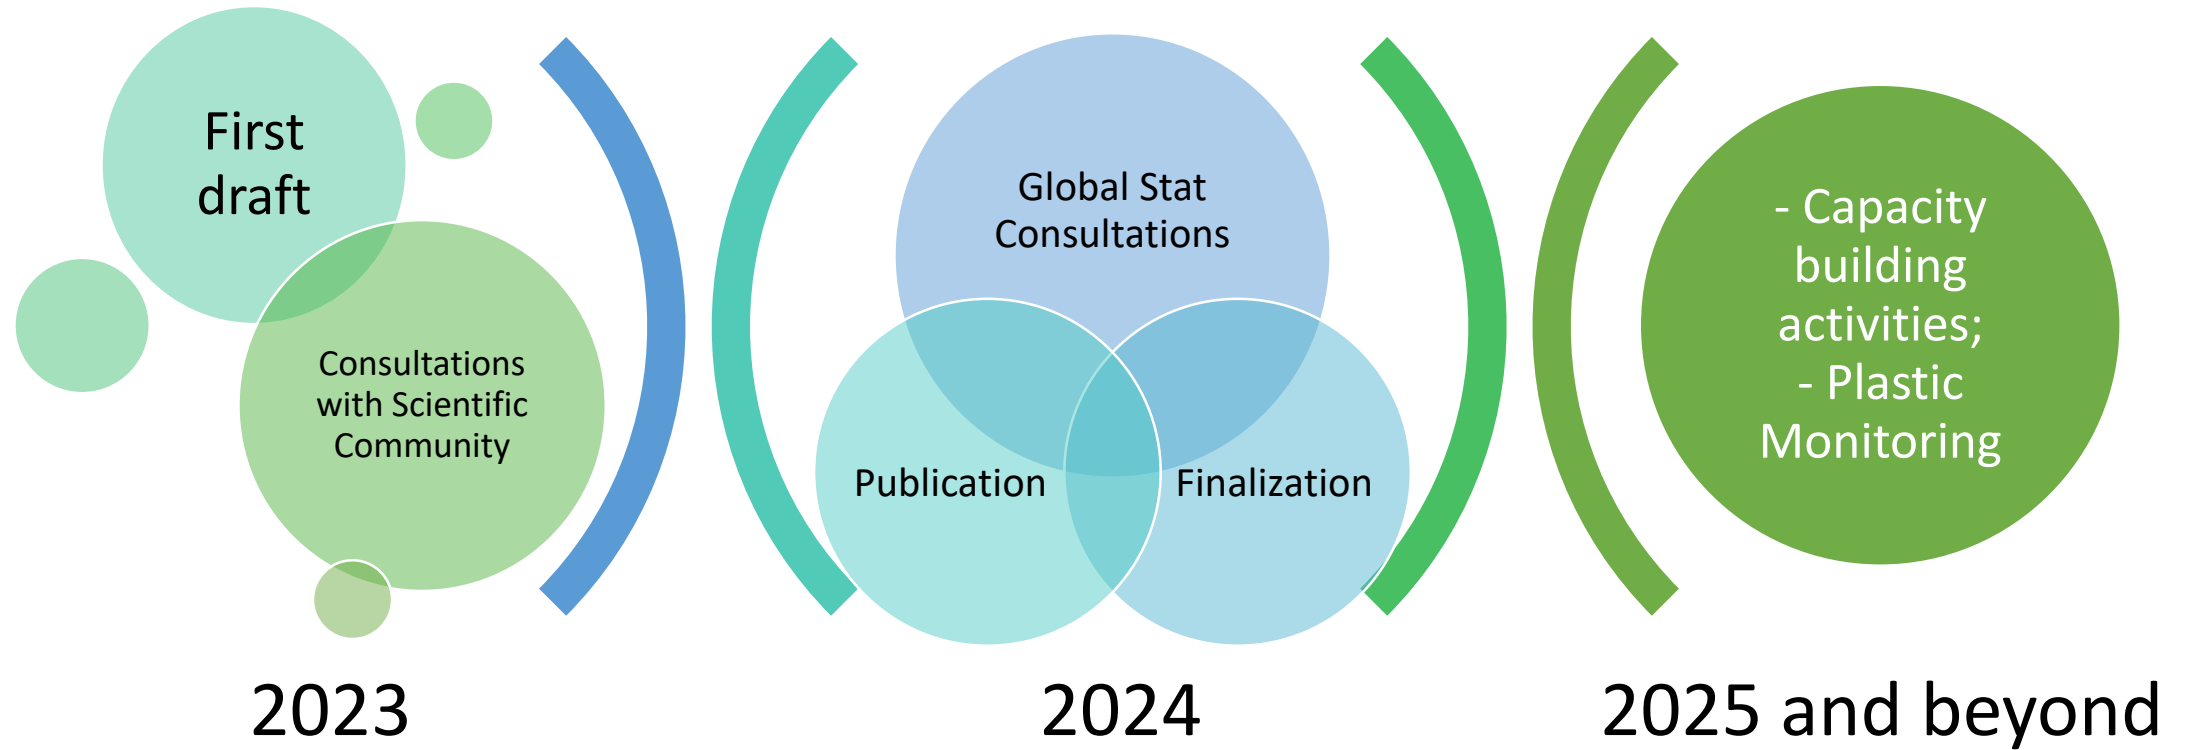 First
draft
Consultations
with Scientific
Community
2023
Global Stat
Consultations
Publication
Finalization
2024
- Capacity
building
activities;
- Plastic
Monitoring
2025 and beyond